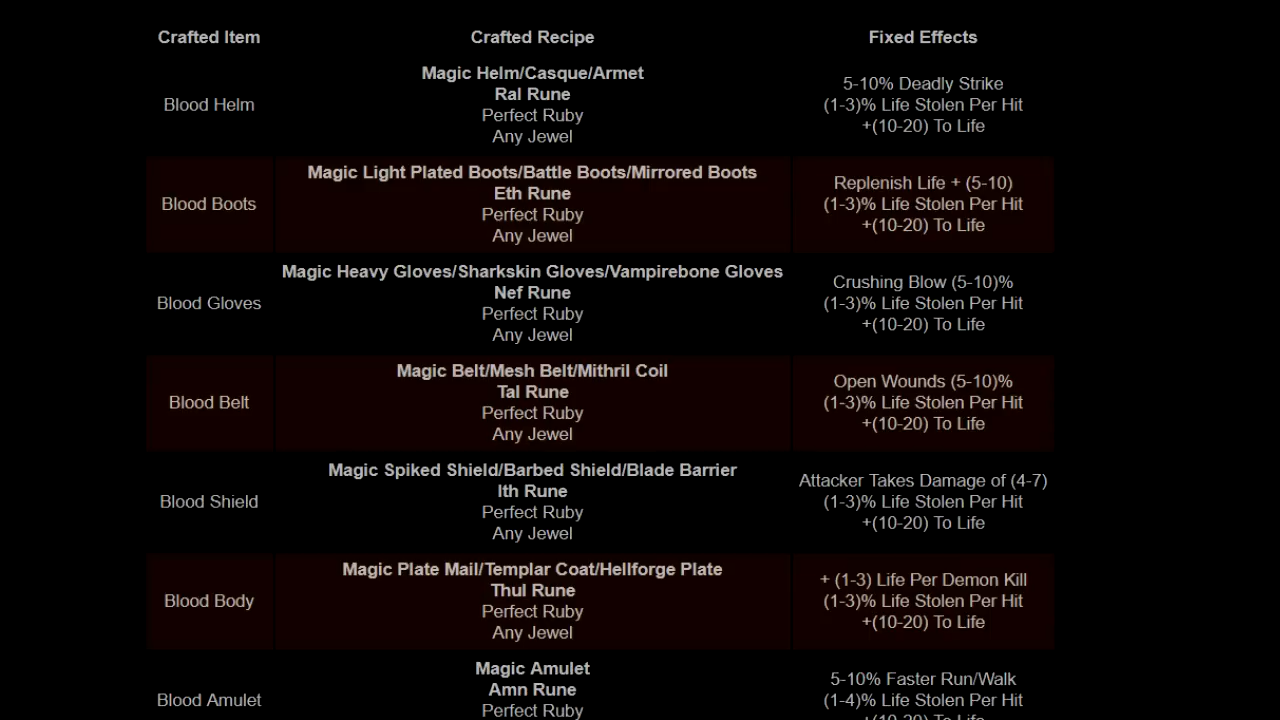 Crafted Item Crafted Recipe Fixed Effects
Blood Helm
Magic Helm/Casque/Armet
Ral Rune
Perfect Ruby
Any Jewel
5-10% Deadly Strike
(1-3)% Life Stolen Per Hit
+(10-20) To Life
Blood Boots
Magic Light Plated Boots/Battle Boots/Mirrored Boots
Eth Rune
Perfect Ruby
Any Jewel
Replenish Life + (5-10)
(1-3)% Life Stolen Per Hit
+(10-20) To Life
Blood Gloves
Magic Heavy Gloves/Sharkskin Gloves/Vampirebone Gloves
Nef Rune
Perfect Ruby
Any Jewel
Crushing Blow (5-10)%
(1-3)% Life Stolen Per Hit
+(10-20) To Life
Blood Belt
Magic Belt/Mesh Belt/Mithril Coil
Tal Rune
Perfect Ruby
Any Jewel
Open Wounds (5-10)%
(1-3)% Life Stolen Per Hit
+(10-20) To Life
Blood Shield
Magic Spiked Shield/Barbed Shield/Blade Barrier
Ith Rune
Perfect Ruby
Any Jewel
Attacker Takes Damage of (4-7)
(1-3)% Life Stolen Per Hit
+(10-20) To Life
Blood Body
Magic Plate Mail/Templar Coat/Hellforge Plate
Thul Rune
Perfect Ruby
Any Jewel
+ (1-3) Life Per Demon Kill
(1-3)% Life Stolen Per Hit
+(10-20) To Life
Blood Amulet
Magic Amulet
Amn Rune
Perfect Ruby
5-10% Faster Run/Walk
(1-4)% Life Stolen Per Hit